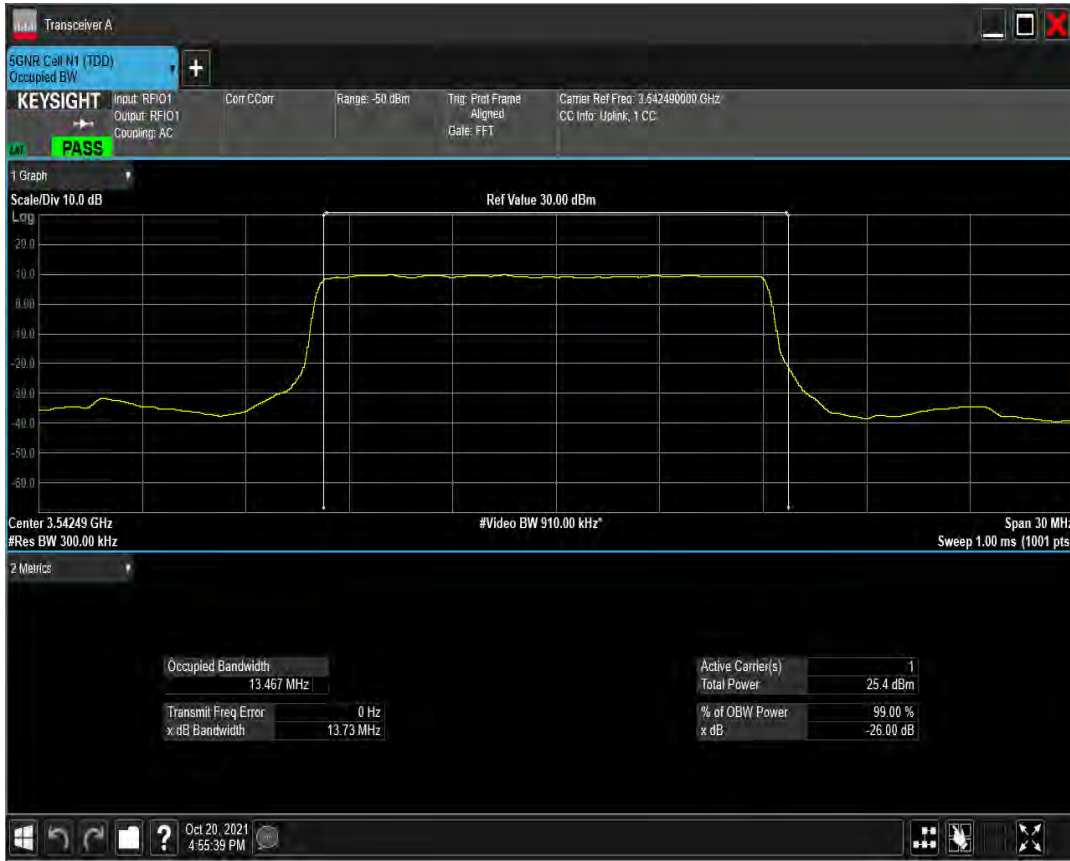 Transceiver A
5GNR Cell N1 (TDD)
Occupied BW
+
KEYSIGHT
PASS
Input: RFIO1
Output: RFIO1
Coupling: AC
Corr CCorr
Range: -50 dBm
Trig: Prot Frame
Aligned
Gate: FFT
Carrier Ref Freq: 3.542490000 GHz
CC Info: Uplink, 1 CC
1 Graph
Scale/Div 10.0 dB
Ref Value 30.00 dBm
Log
20.0
10.0
0.00
-10.0
-20.0
-30.0
-40.0
-50.0
-60.0
Center 3.54249 GHz
#Video BW 910.00 kHz*
Span 30 MHz
#Res BW 300.00 kHz
Sweep 1.00 ms (1001 pts
2 Metrics
Occupied Bandwidth
13.467 MHz
Transmit Freq Error 0 Hz
x dB Bandwidth 13.73 MHz
Active Carrier(s) 1
Total Power 25.4 dBm
% of OBW Power 99.00 %
x dB -26.00 dB
?
Oct 20, 2021
4:55:39 PM